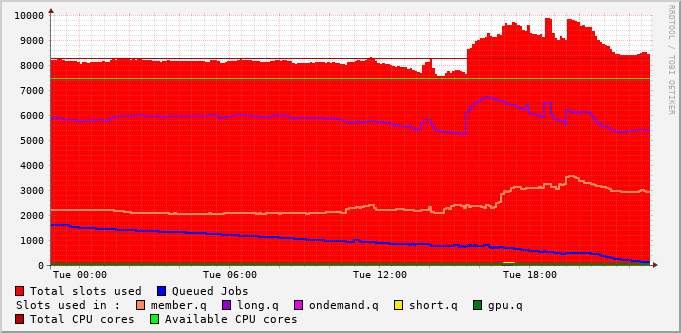 RRDTOOL / TOBI OETIKER
10000
9000
8000
7000
6000
5000
4000
3000
2000
1000
0
Tue 00:00 Tue 06:00 Tue 12:00 Tue 18:00
Total slots used Queued Jobs
Slots used in : member.q long.q ondemand.q short.q gpu.q
Total CPU cores Available CPU cores